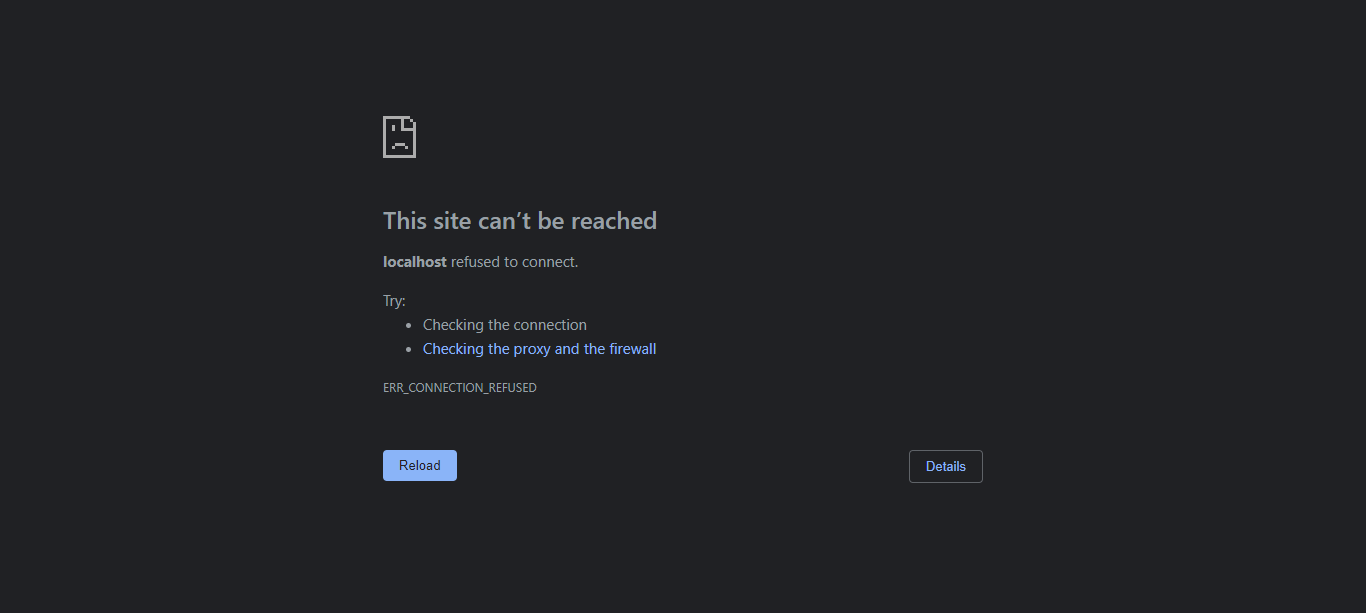 This site can’t be reached
localhost refused to connect.
Try:
Checking the connection
Checking the proxy and the firewall
ERR_CONNECTION_REFUSED
Reload
Details